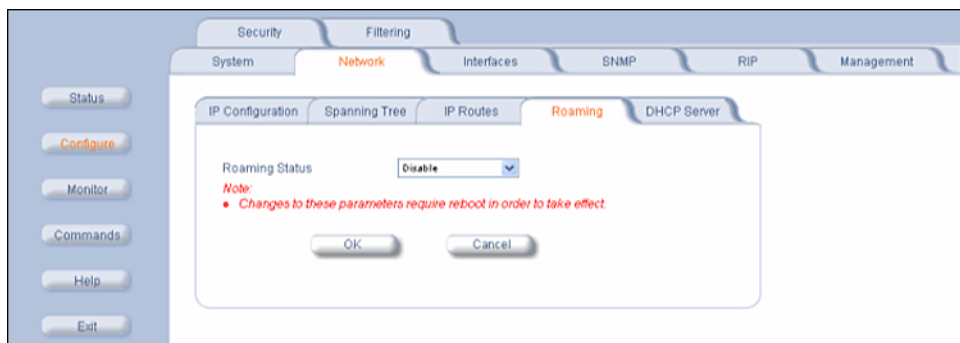 Security Filtering
System Network Interfaces SNMP RIP Management
Status
Configure
Monitor
Commands
Help
Exit
IP Configuration Spanning Tree IP Routes Roaming DHCP Server
Roaming Status Disable
Note:
• Changes to these parameters require reboot in order to take effect.
OK Cancel